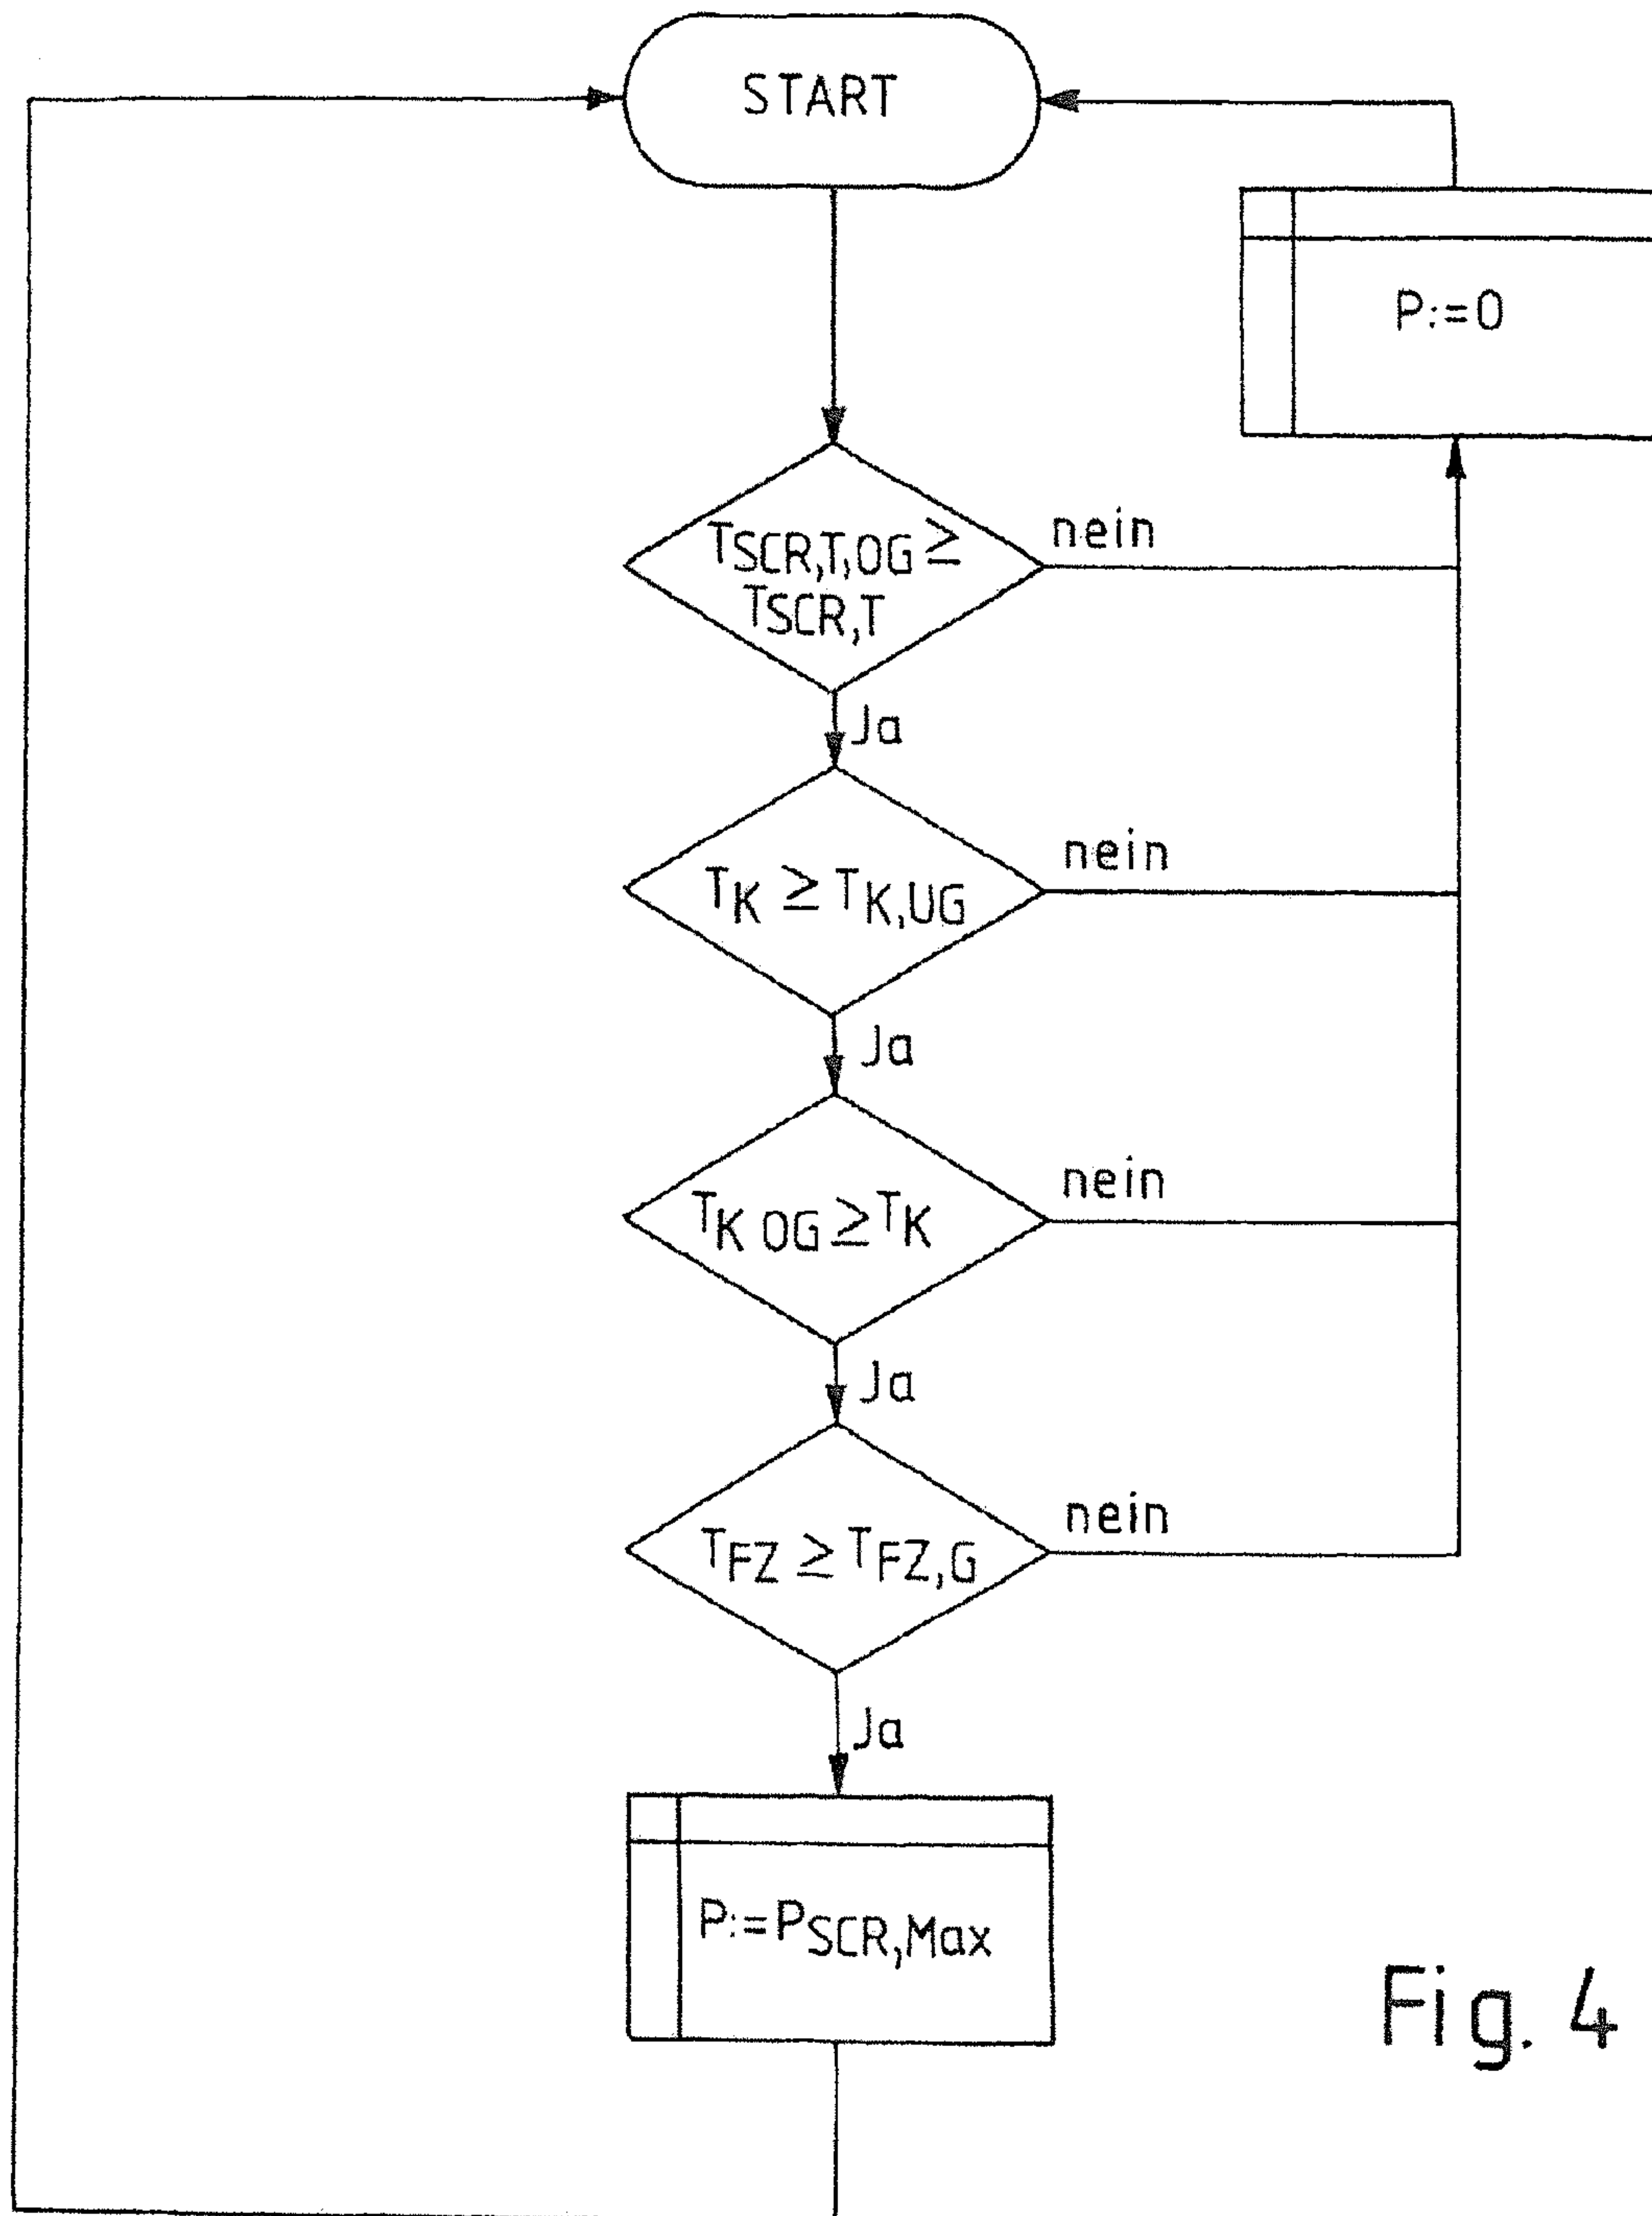 START
P:=0
TSCR,T,OG ≥
TSCR,T
nein
Ja
TK ≥ TK,UG
nein
Ja
TK OG ≥ TK
nein
Ja
TFZ ≥ TFZ,G
nein
Ja
P:=PSCR,Max
Fig. 4